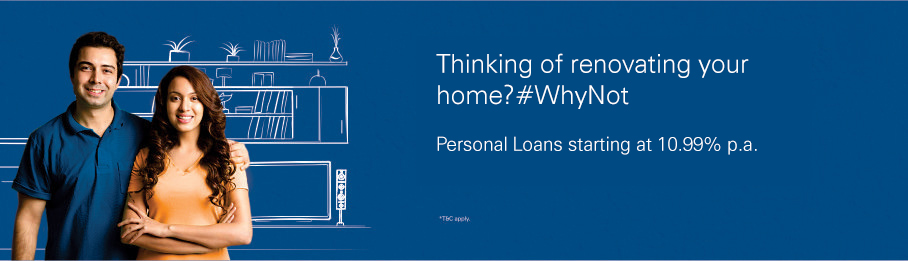 Thinking of renovating your
home?#WhyNot
Personal Loans starting at 10.99% p.a.
*T&C apply.